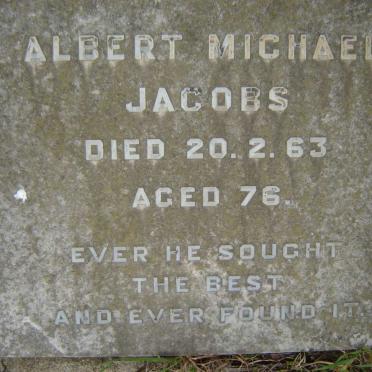 ALBERT MICHAEL
JACOBS
DIED 20.2.63
AGED 76.
EVER HE SOUGHT
THE BEST
AND EVER FOUND IT.